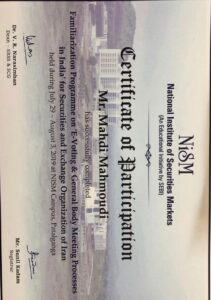 NISM
National Institute of Securities Markets
(An Educational Initiative by SEBI)
Certificate of Participation
Mr. Mahdi Mahmoudi
has successfully completed
Familiarization Programme on 'E-Voting & General Body Meeting Processes
in India' for Securities and Exchange Organization of Iran
held during July 29 – August 3, 2019 at NISM Campus, Patalganga
Dr. V. R. Narasimhan
Dean - SEBS & SCG
Mr. Sunil Kadam
Registrar